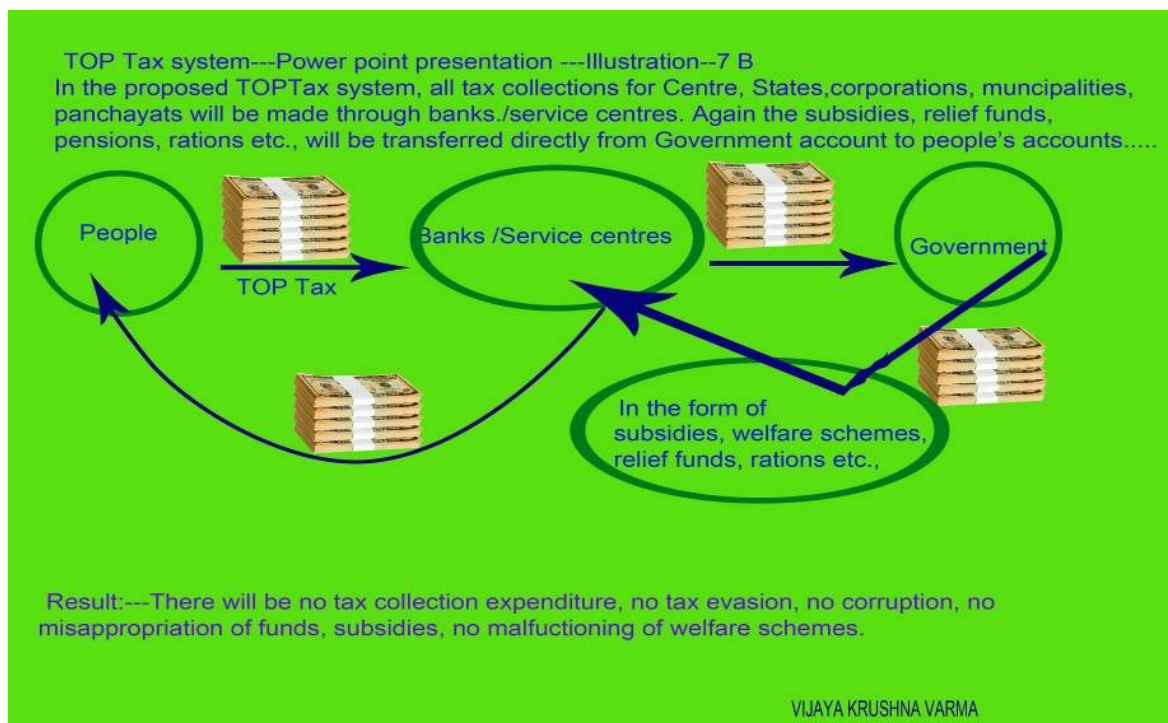 TOP Tax system---Power point presentation ---Illustration--7 B
In the proposed TOPTax system, all tax collections for Centre, States,corporations, muncipalities,
panchayats will be made through banks./service centres. Again the subsidies, relief funds,
pensions, rations etc., will be transferred directly from Government account to people's accounts.....
People
Banks /Service centres
Government
TOP Tax
In the form of
subsidies, welfare schemes,
relief funds, rations etc.,
Result:---There will be no tax collection expenditure, no tax evasion, no corruption, no
misappropriation of funds, subsidies, no malfuctioning of welfare schemes.
VIJAYA KRUSHNA VARMA